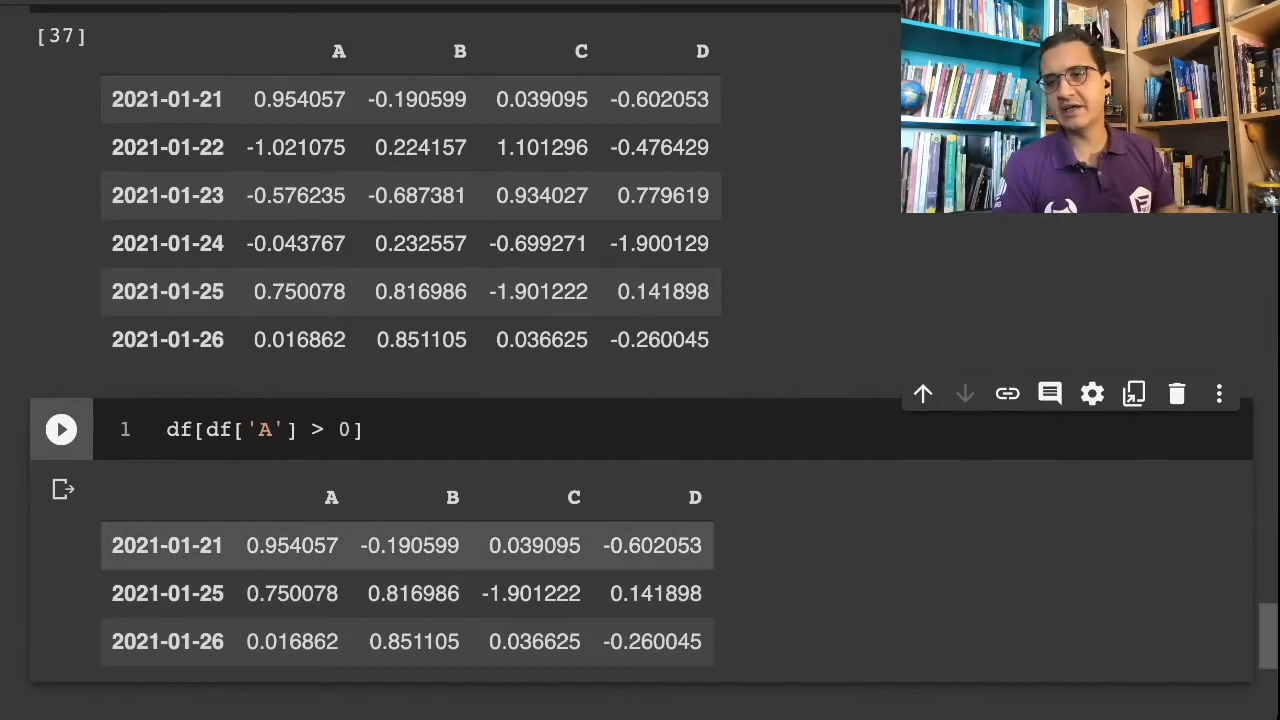 [37]
A B C D
2021-01-21 0.954057 -0.190599 0.039095 -0.602053
2021-01-22 -1.021075 0.224157 1.101296 -0.476429
2021-01-23 -0.576235 -0.687381 0.934027 0.779619
2021-01-24 -0.043767 0.232557 -0.699271 -1.900129
2021-01-25 0.750078 0.816986 -1.901222 0.141898
2021-01-26 0.016862 0.851105 0.036625 -0.260045
1 df[df['A'] > 0]
A B C D
2021-01-21 0.954057 -0.190599 0.039095 -0.602053
2021-01-25 0.750078 0.816986 -1.901222 0.141898
2021-01-26 0.016862 0.851105 0.036625 -0.260045